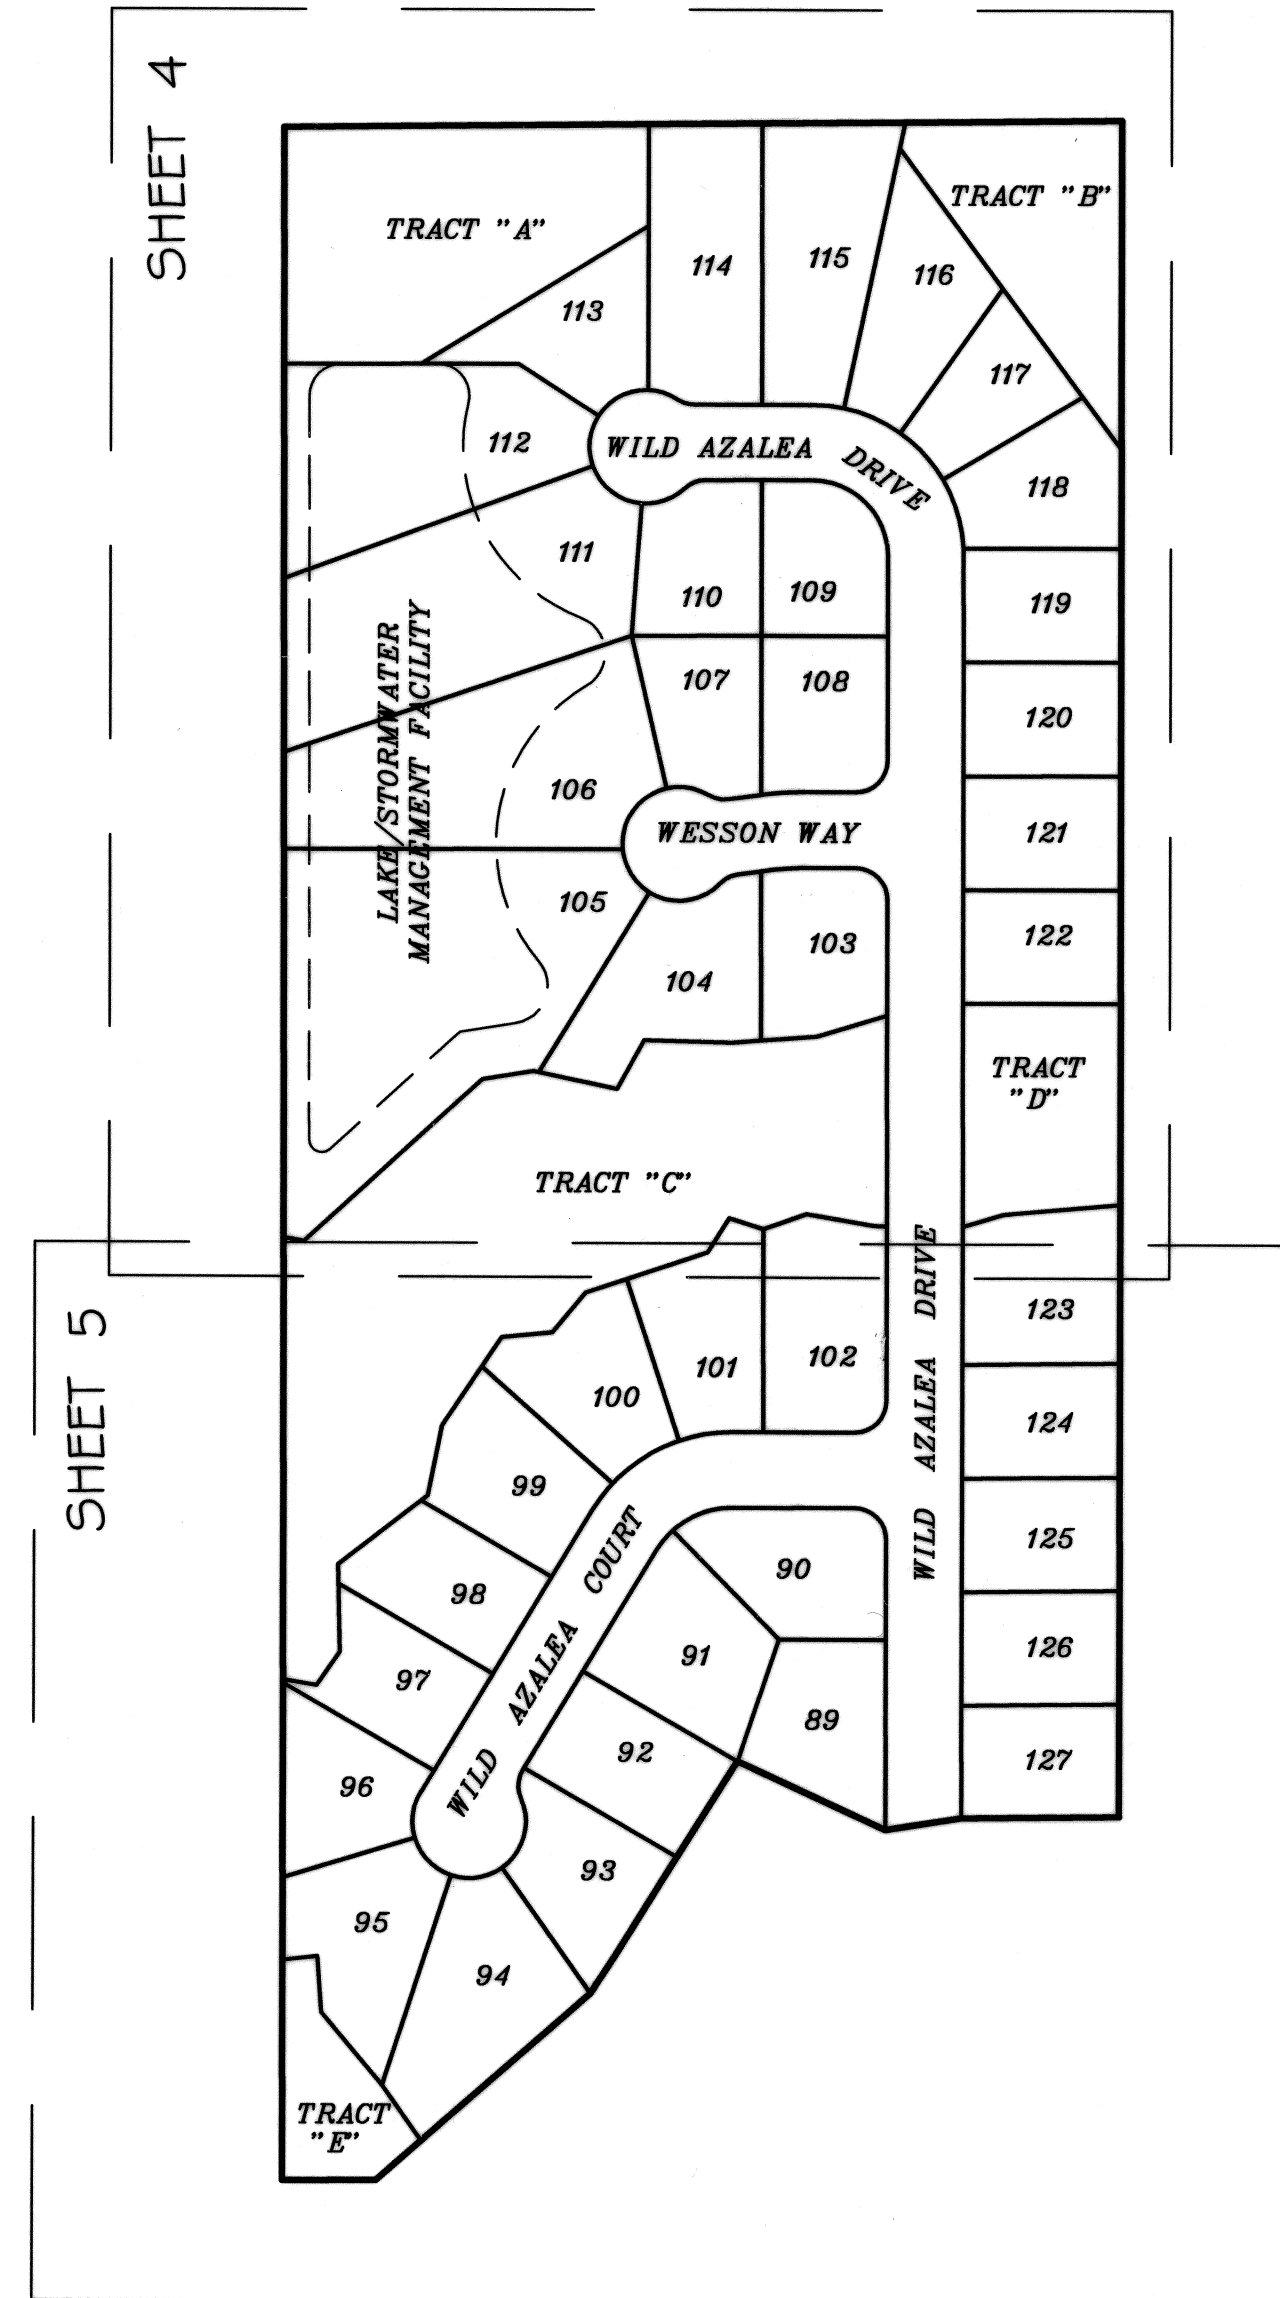 SHEET 4
TRACT "A"
TRACT "B"
113
114
115
116
117
118
112
WILD AZALEA DRIVE
111
110
109
119
107
108
120
LAKE/STORMWATER
MANAGEMENT FACILITY
106
WESSON WAY
121
105
104
103
122
TRACT
"D"
TRACT "C"
SHEET 5
123
102
101
100
124
WILD AZALEA DRIVE
99
98
97
WILD AZALEA COURT
90
125
91
126
89
92
127
96
93
95
94
TRACT
"E"